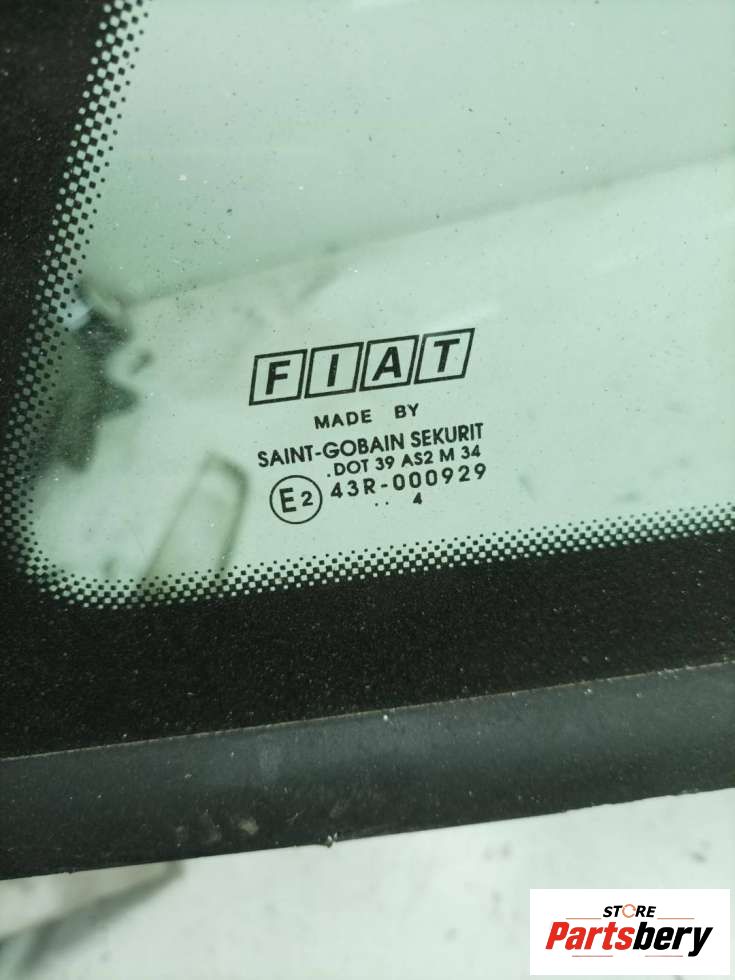 FIAT
MADE BY
SAINT-GOBAIN SEKURIT
.DOT 39 AS2 M 34
E2 43R-000929
.. 4
STORE
Partsbery